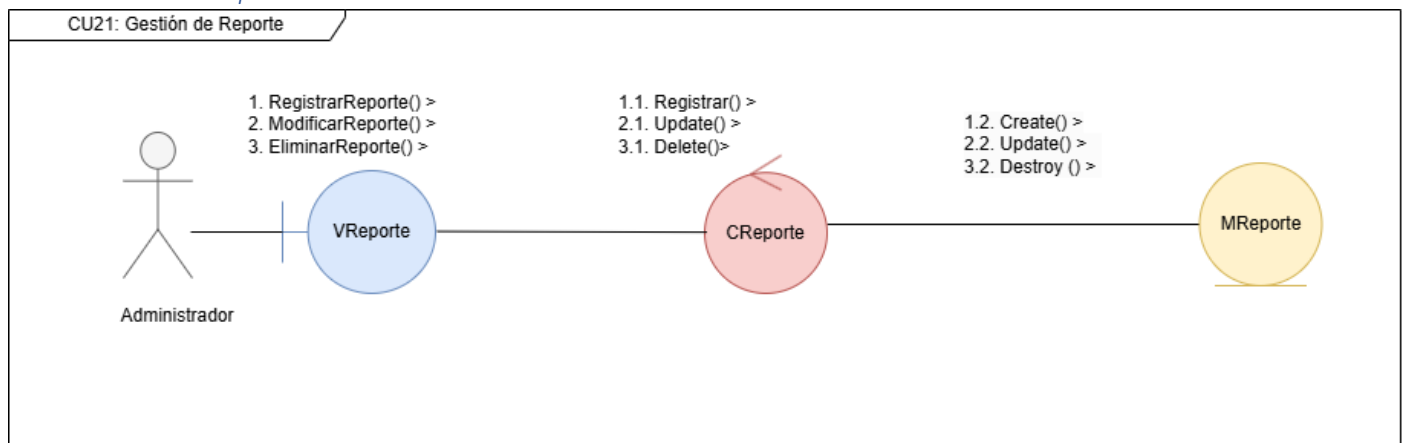 CU21: Gestión de Reporte
1. RegistrarReporte() >
2. ModificarReporte() >
3. EliminarReporte() >
1.1. Registrar() >
2.1. Update() >
3.1. Delete()>
1.2. Create() >
2.2. Update() >
3.2. Destroy () >
VReporte
CReporte
MReporte
Administrador